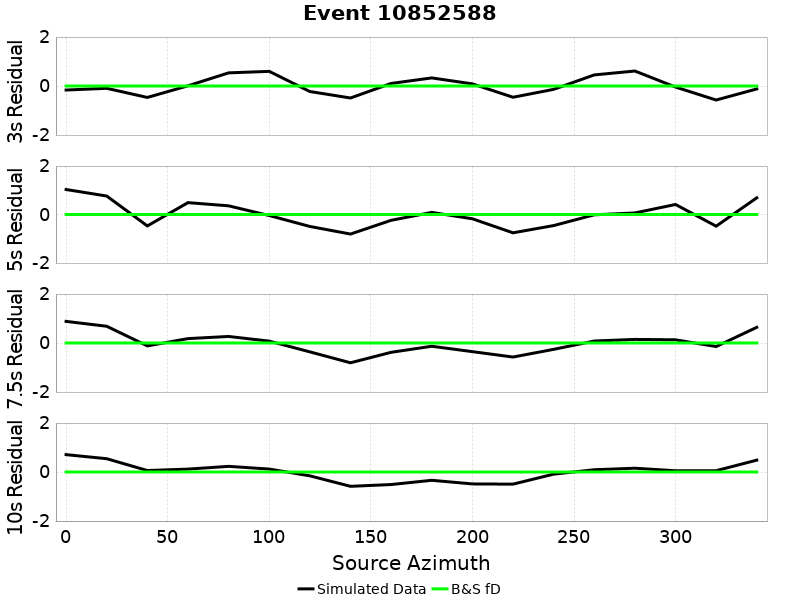 Event 10852588
2
0
-2
3s Residual
2
0
-2
5s Residual
2
0
-2
7.5s Residual
2
0
-2
10s Residual
0 50 100 150 200 250 300
Source Azimuth
Simulated Data B&S fD